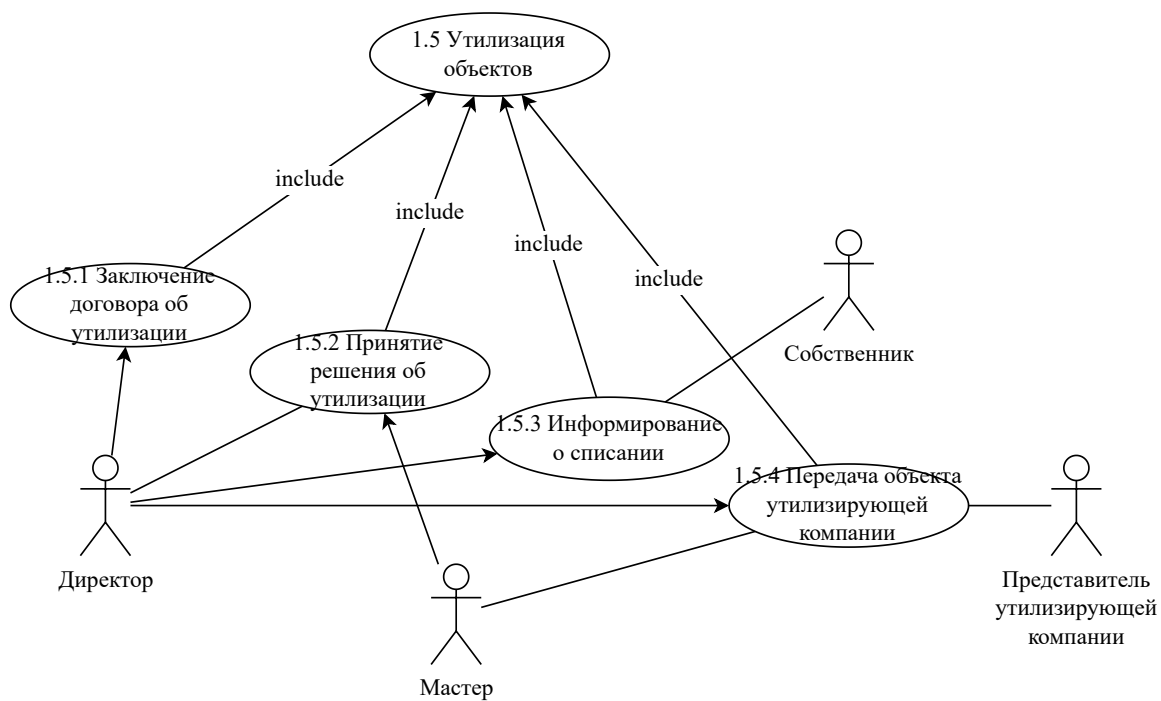 1.5 Утилизация
объектов
include
include
include
include
1.5.1 Заключение
договора об
утилизации
1.5.2 Принятие
решения об
утилизации
Собственник
1.5.3 Информирование
о списании
1.5.4 Передача объекта
утилизирующей
компании
Директор
Представитель
утилизирующей
компании
Мастер